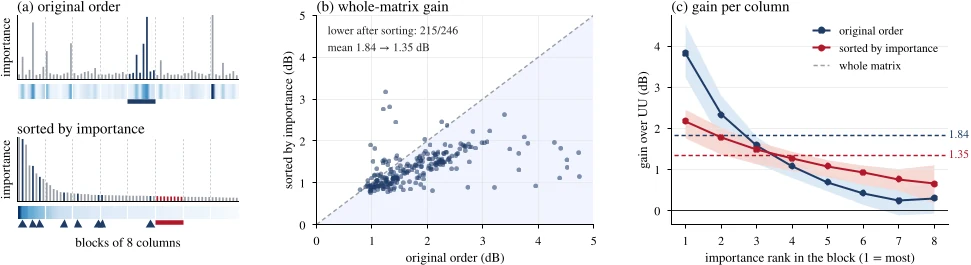 (a) original order
importance
sorted by importance
importance
blocks of 8 columns
(b) whole-matrix gain
lower after sorting: 215/246
mean 1.84 → 1.35 dB
sorted by importance (dB)
5
4
3
2
1
0
0 1 2 3 4 5
original order (dB)
(c) gain per column
original order
sorted by importance
whole matrix
gain over UU (dB)
4
3
2
1
0
1.84
1.35
1 2 3 4 5 6 7 8
importance rank in the block (1 = most)